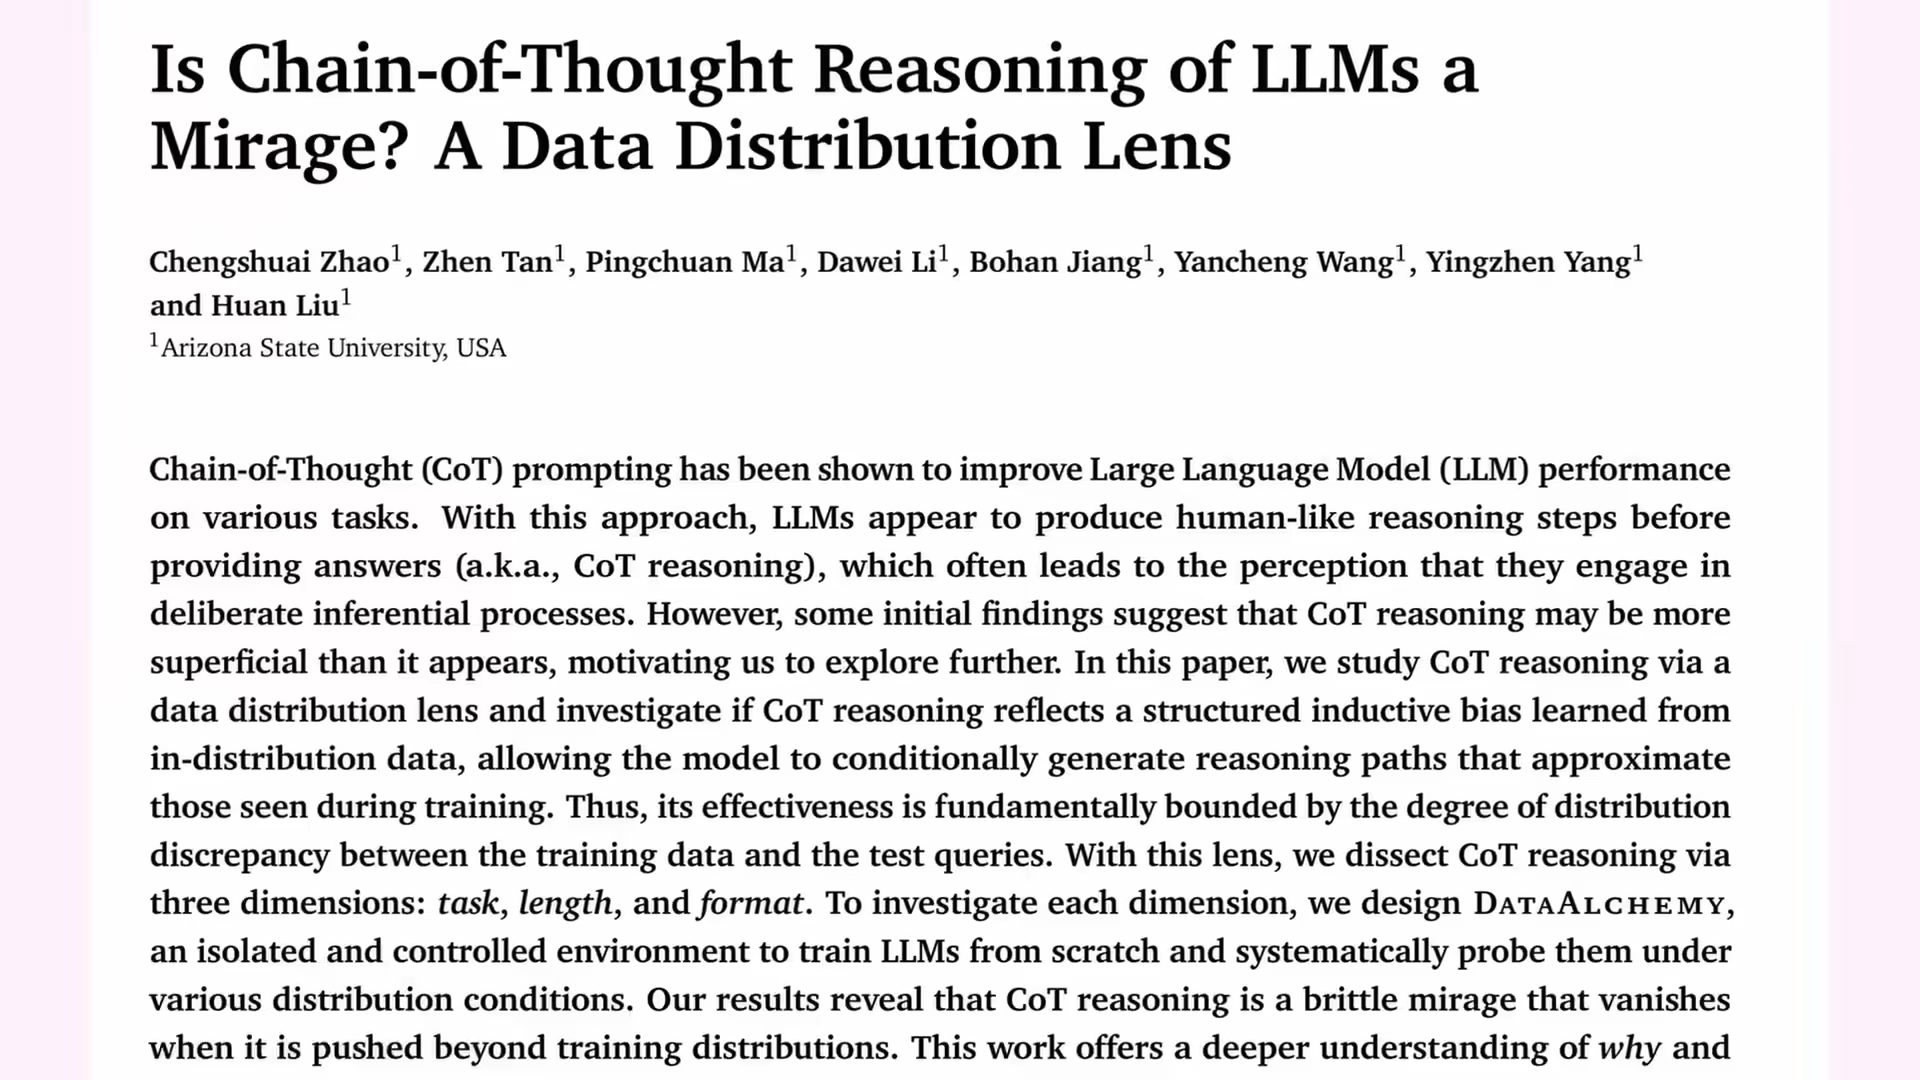 Is Chain-of-Thought Reasoning of LLMs a
Mirage? A Data Distribution Lens
Chengshuai Zhao¹, Zhen Tan¹, Pingchuan Ma¹, Dawei Li¹, Bohan Jiang¹, Yancheng Wang¹, Yingzhen Yang¹
and Huan Liu¹
¹Arizona State University, USA
Chain-of-Thought (CoT) prompting has been shown to improve Large Language Model (LLM) performance
on various tasks. With this approach, LLMs appear to produce human-like reasoning steps before
providing answers (a.k.a., CoT reasoning), which often leads to the perception that they engage in
deliberate inferential processes. However, some initial findings suggest that CoT reasoning may be more
superficial than it appears, motivating us to explore further. In this paper, we study CoT reasoning via a
data distribution lens and investigate if CoT reasoning reflects a structured inductive bias learned from
in-distribution data, allowing the model to conditionally generate reasoning paths that approximate
those seen during training. Thus, its effectiveness is fundamentally bounded by the degree of distribution
discrepancy between the training data and the test queries. With this lens, we dissect CoT reasoning via
three dimensions: task, length, and format. To investigate each dimension, we design DATAALCHEMY,
an isolated and controlled environment to train LLMs from scratch and systematically probe them under
various distribution conditions. Our results reveal that CoT reasoning is a brittle mirage that vanishes
when it is pushed beyond training distributions. This work offers a deeper understanding of why and